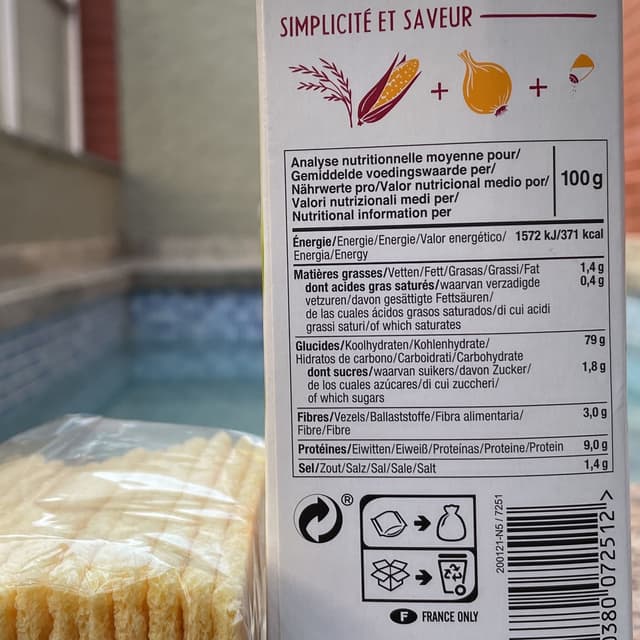 SIMPLICITÉ ET SAVEUR
+ +
Analyse nutritionnelle moyenne pour/
Gemiddelde voedingswaarde per/
Nährwerte pro/Valor nutricional medio por/
Valori nutrizionali medi per/
Nutritional information per
100 g
Énergie/Energie/Energie/Valor energético/ 1572 kJ/371 kcal
Energia/Energy
Matières grasses/Vetten/Fett/Grasas/Grassi/Fat 1,4 g
dont acides gras saturés/waarvan verzadigde 0,4 g
vetzuren/davon gesättigte Fettsäuren/
de las cuales ácidos grasos saturados/di cui acidi
grassi saturi/of which saturates
Glucides/Koolhydraten/Kohlenhydrate/ 79 g
Hidratos de carbono/Carboidrati/Carbohydrate
dont sucres/waarvan suikers/davon Zucker/ 1,8 g
de los cuales azúcares/di cui zuccheri/
of which sugars
Fibres/Vezels/Ballaststoffe/Fibra alimentaria/ 3,0 g
Fibre/Fibre
Protéines/Eiwitten/Eiweiß/Proteínas/Proteine/Protein 9,0 g
Sel/Zout/Salz/Sal/Sale/Salt 1,4 g
®
F FRANCE ONLY
200121-N5 / 7251
380 072512 >